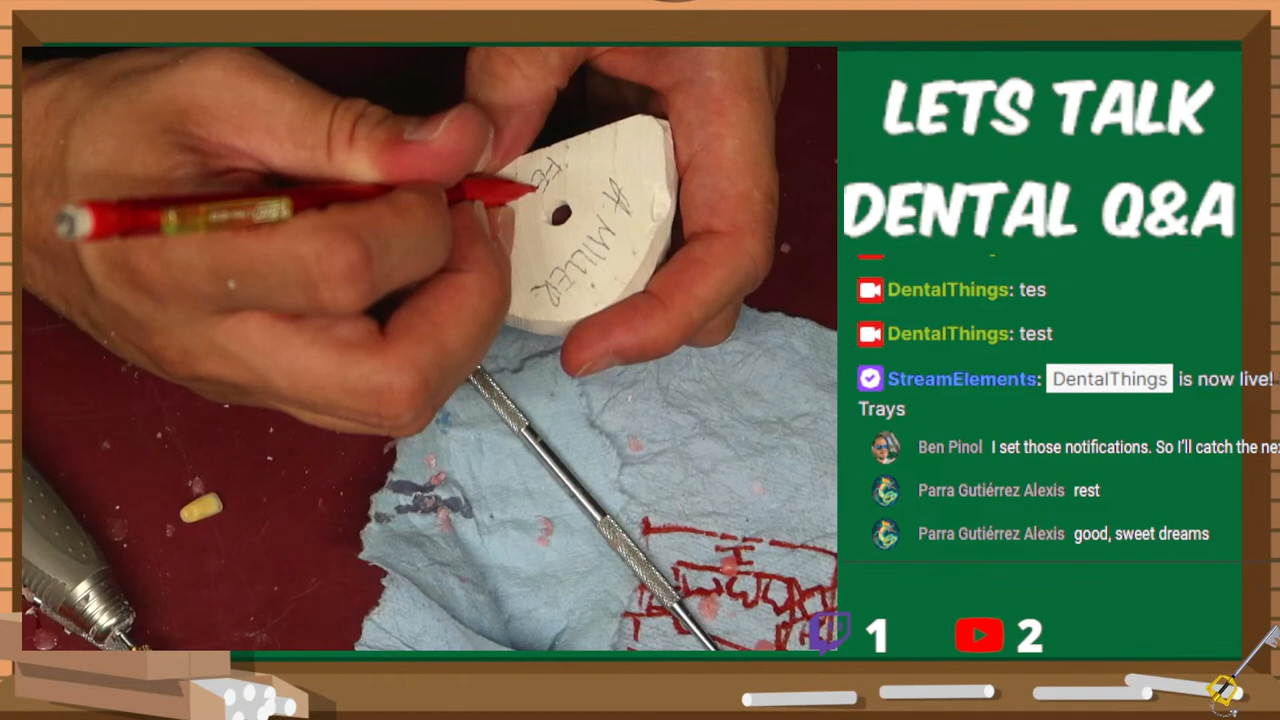 LETS TALK
DENTAL Q&A
DentalThings: tes
DentalThings: test
StreamElements: DentalThings is now live!
Trays
Ben Pinol I set those notifications. So I'll catch the
Parra Gutiérrez Alexis rest
Parra Gutiérrez Alexis good, sweet dreams
1 2
A. MILLER